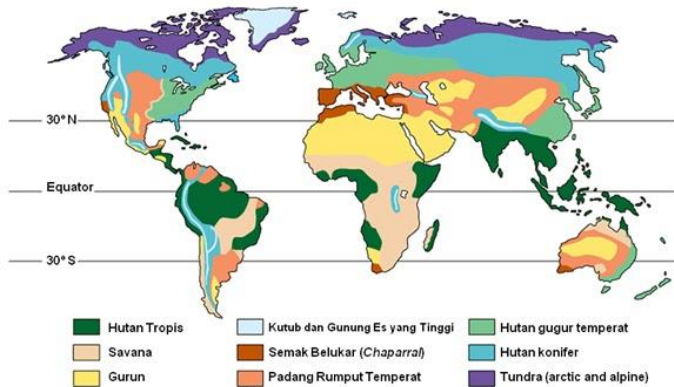 30°N
Equator
30°S
Hutan Tropis
Kutub dan Gunung Es yang Tinggi
Hutan gugur temperat
Savana
Semak Belukar (Chaparral)
Hutan konifer
Gurun
Padang Rumput Temperat
Tundra (arctic and alpine)